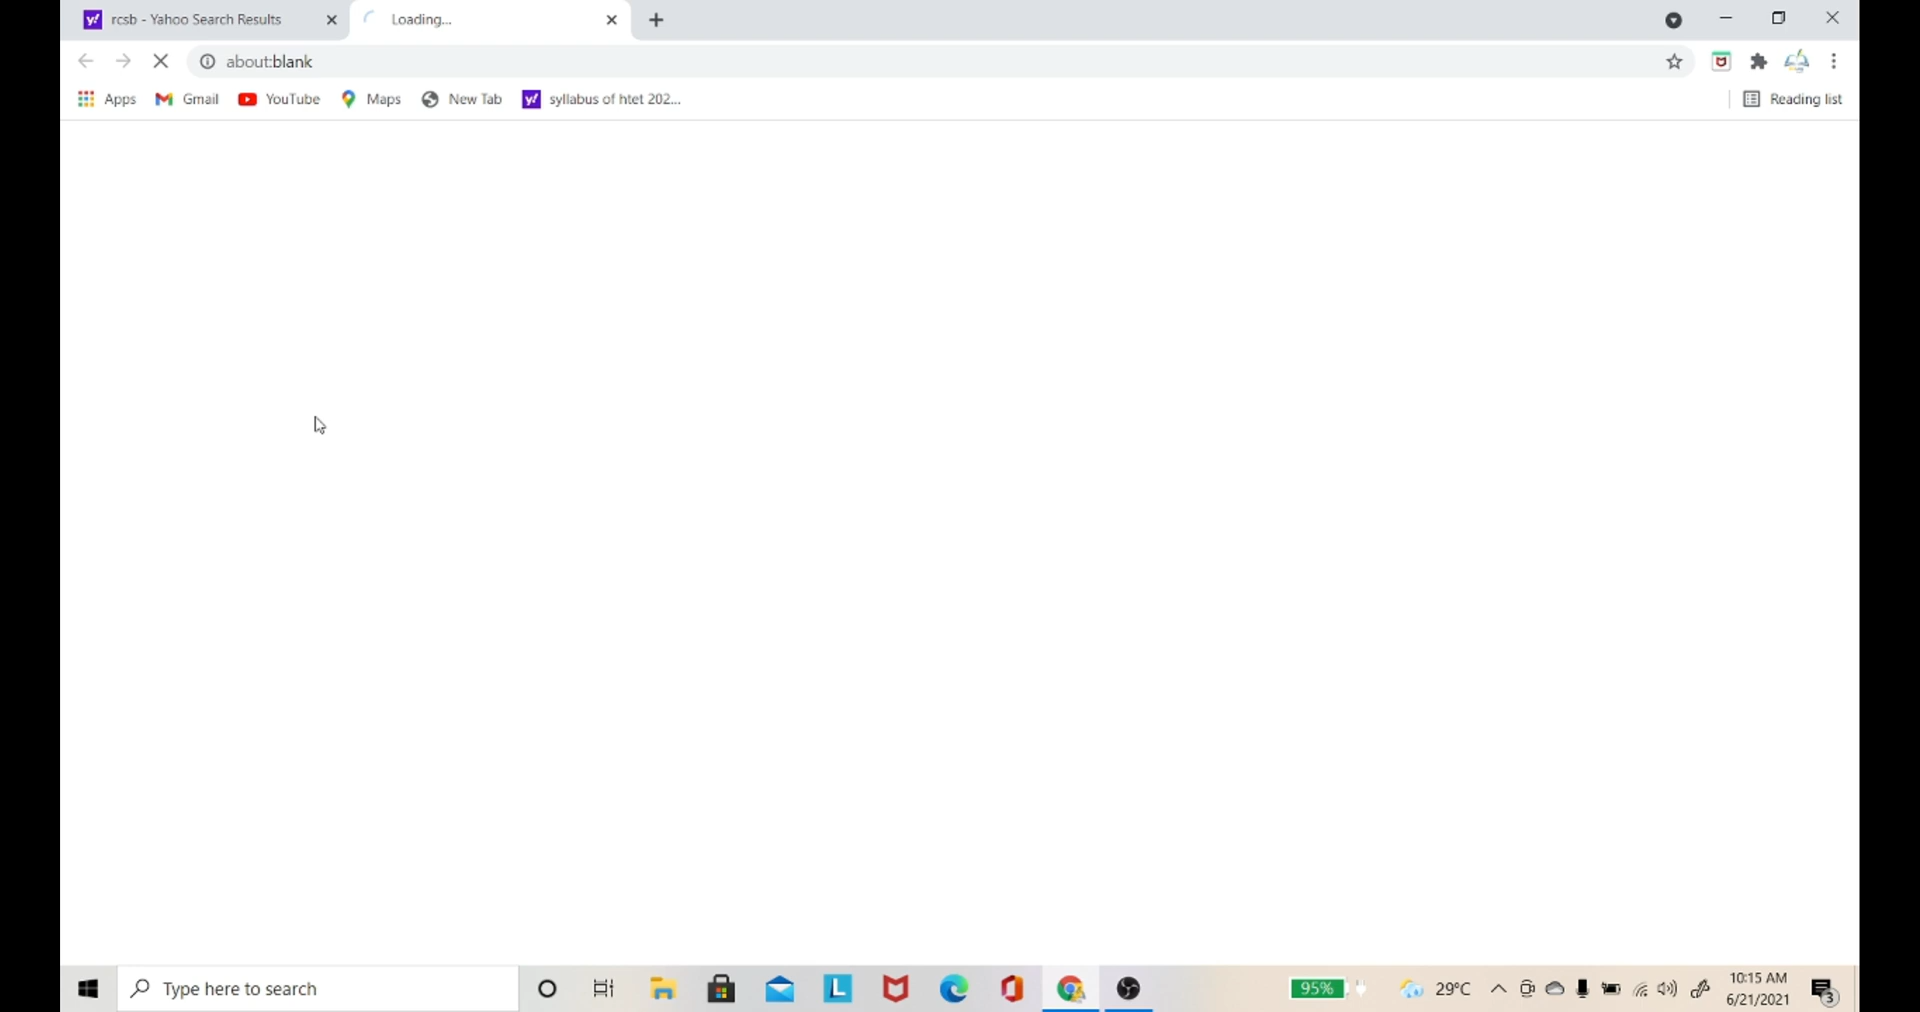 rcsb - Yahoo Search Results
Loading...
about:blank
Apps
Gmail
YouTube
Maps
New Tab
syllabus of htet 202...
Reading list
Type here to search
95%
29°C
10:15 AM
6/21/2021
3